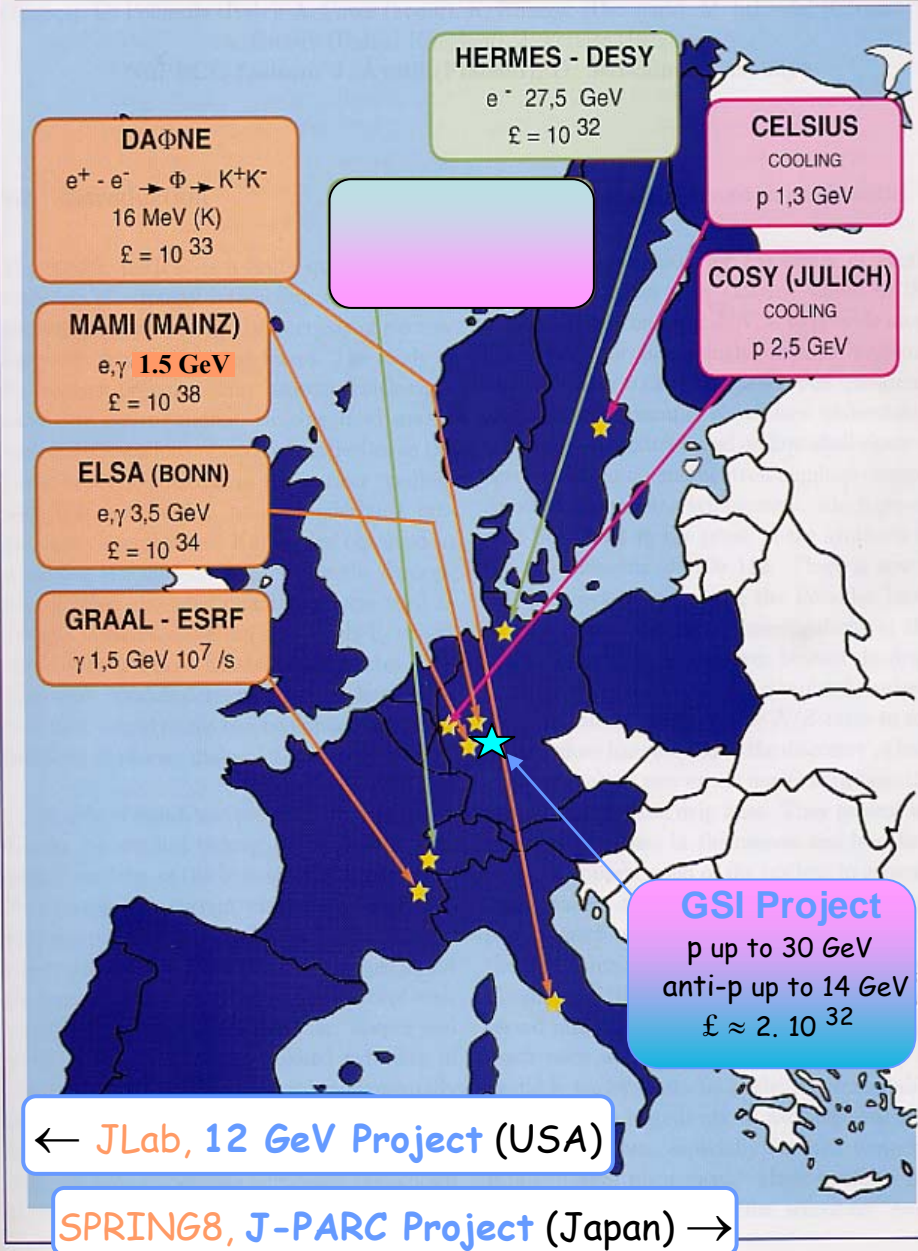 HERMES - DESY
e⁻ 27,5 GeV
£ = 10³²
CELSIUS
COOLING
p 1,3 GeV
DAΦNE
e⁺ - e⁻ → Φ → K⁺K⁻
16 MeV (K)
£ = 10³³
COSY (JULICH)
COOLING
p 2,5 GEV
MAMI (MAINZ)
e,γ 1.5 GeV
£ = 10³⁸
ELSA (BONN)
e,γ 3,5 GeV
£ = 10³⁴
GRAAL - ESRF
γ 1,5 GeV 10⁷ /s
GSI Project
p up to 30 GeV
anti-p up to 14 GeV
£ ≈ 2. 10³²
← JLab, 12 GeV Project (USA)
SPRING8, J-PARC Project (Japan) →